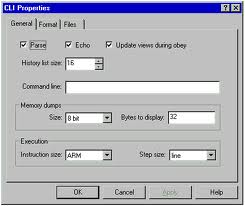 CLI Properties
General Format Files
Parse Echo Update views during obey
History list size: 16
Command line:
Memory dumps
Size: 8 bit Bytes to display: 32
Execution
Instruction size: ARM Step size: line
OK Cancel Apply Help